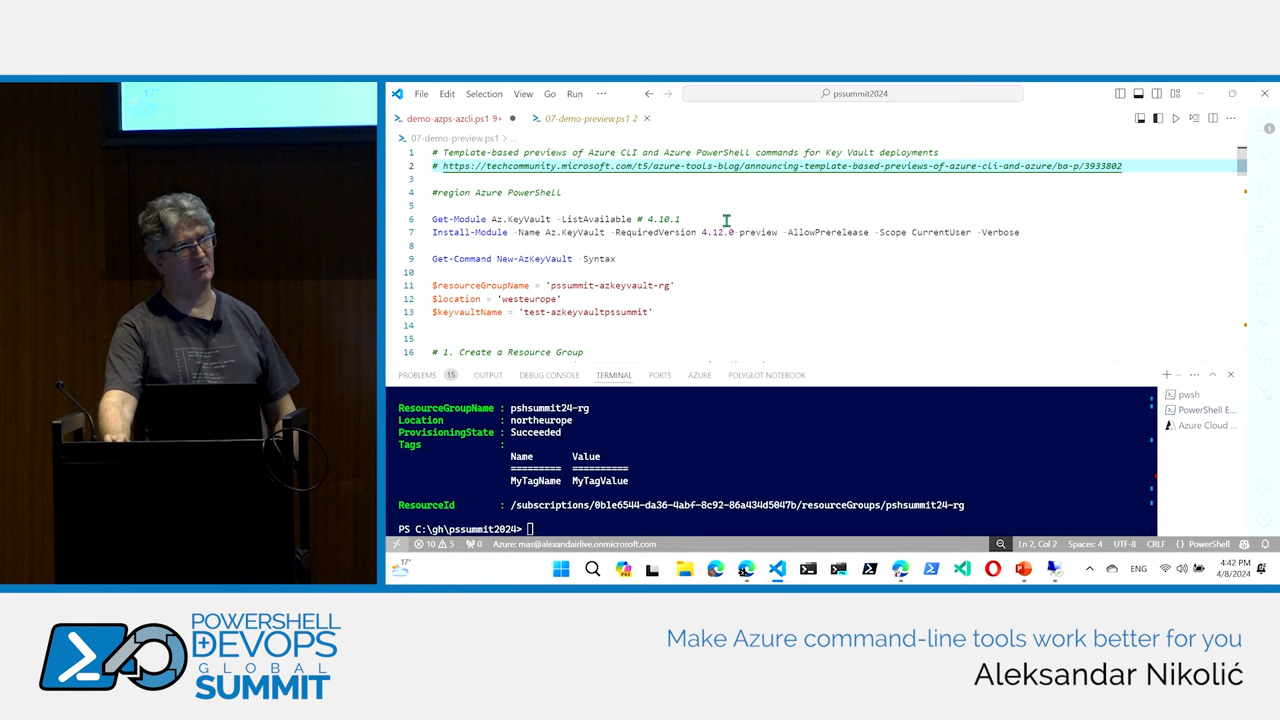 17°
File Edit Selection View Go Run ··· pssummit2024
demo-azps-azcli.ps1 9+ 07-demo-preview.ps1 2
07-demo-preview.ps1 > ...
1 # Template-based previews of Azure CLI and Azure PowerShell commands for Key Vault deployments
2 # https://techcommunity.microsoft.com/t5/azure-tools-blog/announcing-template-based-previews-of-azure-cli-and-azure/ba-p/3933802
3
4 #region Azure PowerShell
5
6 Get-Module Az.KeyVault -ListAvailable # 4.10.1
7 Install-Module -Name Az.KeyVault -RequiredVersion 4.12.0-preview -AllowPrerelease -Scope CurrentUser -Verbose
8
9 Get-Command New-AzKeyVault -Syntax
10
11 $resourceGroupName = 'pssummit-azkeyvault-rg'
12 $location = 'westeurope'
13 $keyvaultName = 'test-azkeyvaultpssummit'
14
15
16 # 1. Create a Resource Group
PROBLEMS 15 OUTPUT DEBUG CONSOLE TERMINAL PORTS AZURE POLYGLOT NOTEBOOK
ResourceGroupName : pshsummit24-rg
Location : northeurope
ProvisioningState : Succeeded
Tags :
Name Value
========= ==========
MyTagName MyTagValue
ResourceId : /subscriptions/0b1e6544-da36-4abf-8c92-86a434d5047b/resourceGroups/pshsummit24-rg
PS C:\gh\pssummit2024>
pwsh
PowerShell E...
Azure Cloud ...
10 5 0 Azure: mas@alexandairlive.onmicrosoft.com Ln 2, Col 2 Spaces: 4 UTF-8 CRLF {} PowerShell
17° ENG 4:42 PM
4/8/2024
POWERSHELL
DEVOPS
GLOBAL
SUMMIT
Make Azure command-line tools work better for you
Aleksandar Nikolić